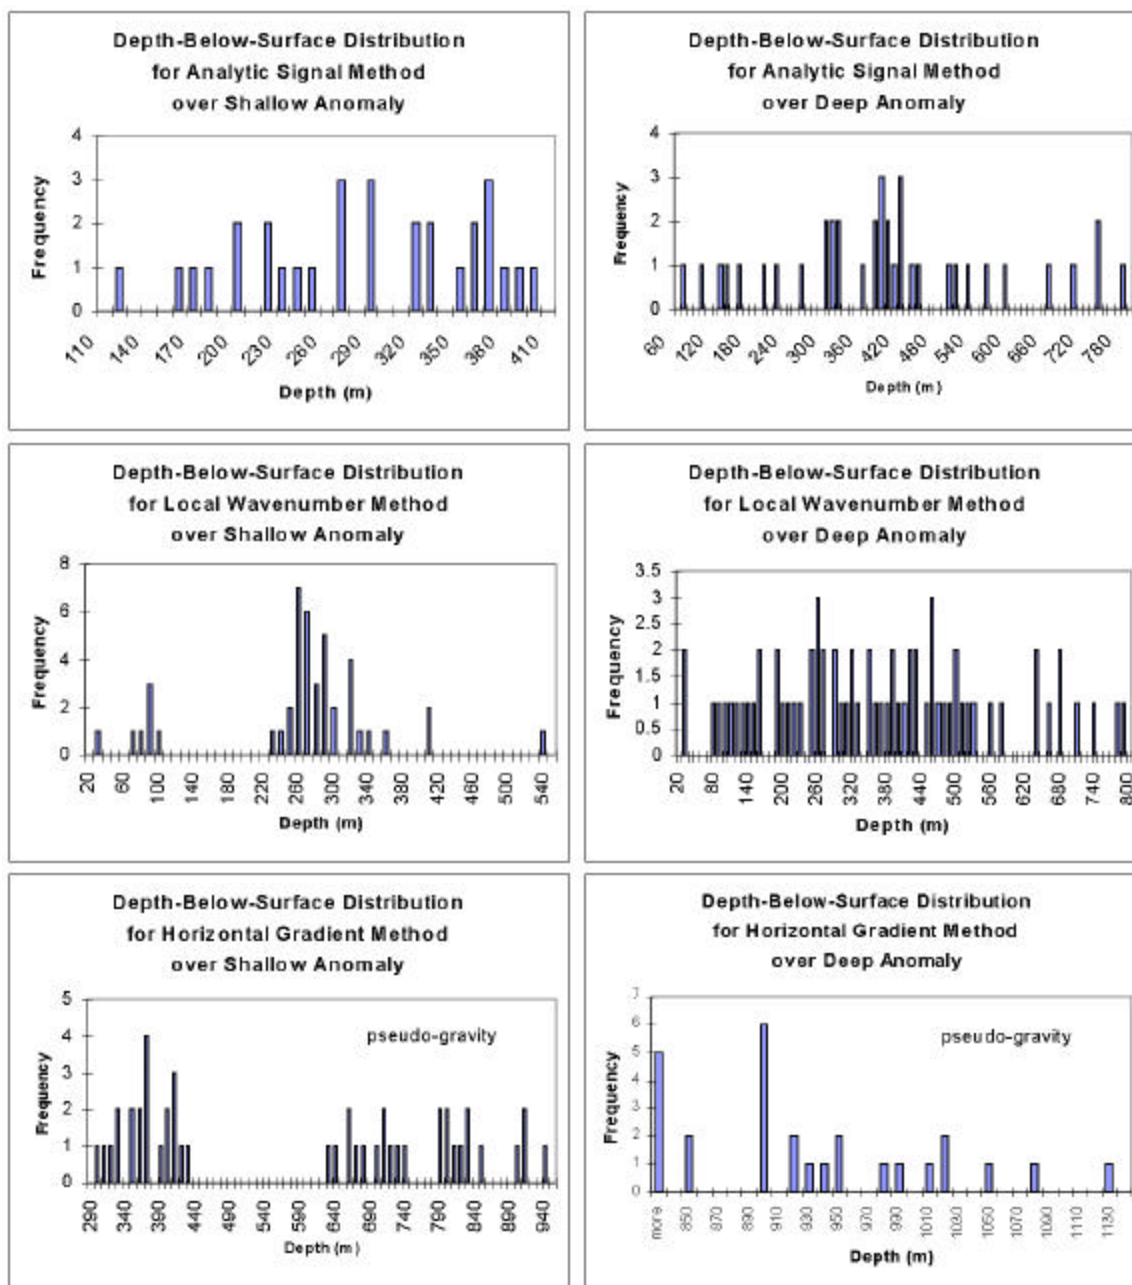 Depth-Below-Surface Distribution
for Analytic Signal Method
over Shallow Anomaly
4
3
2
1
0
Frequency
110 140 170 200 230 260 290 320 350 380 410
Depth (m)
Depth-Below-Surface Distribution
for Analytic Signal Method
over Deep Anomaly
4
3
2
1
0
Frequency
60 120 180 240 300 360 420 480 540 600 660 720 780
Depth (m)
Depth-Below-Surface Distribution
for Local Wavenumber Method
over Shallow Anomaly
8
6
4
2
0
Frequency
20 60 100 140 180 220 260 300 340 380 420 460 500 540
Depth (m)
Depth-Below-Surface Distribution
for Local Wavenumber Method
over Deep Anomaly
3.5
3
2.5
2
1.5
1
0.5
0
Frequency
20 80 140 200 260 320 380 440 500 560 620 680 740 800
Depth (m)
Depth-Below-Surface Distribution
for Horizontal Gradient Method
over Shallow Anomaly
pseudo-gravity
5
4
3
2
1
0
Frequency
290 340 390 440 490 540 590 640 690 740 790 840 890 940
Depth (m)
Depth-Below-Surface Distribution
for Horizontal Gradient Method
over Deep Anomaly
pseudo-gravity
7
6
5
4
3
2
1
0
Frequency
more 850 870 890 910 930 950 970 990 1010 1030 1050 1070 1090 1110 1130
Depth (m)